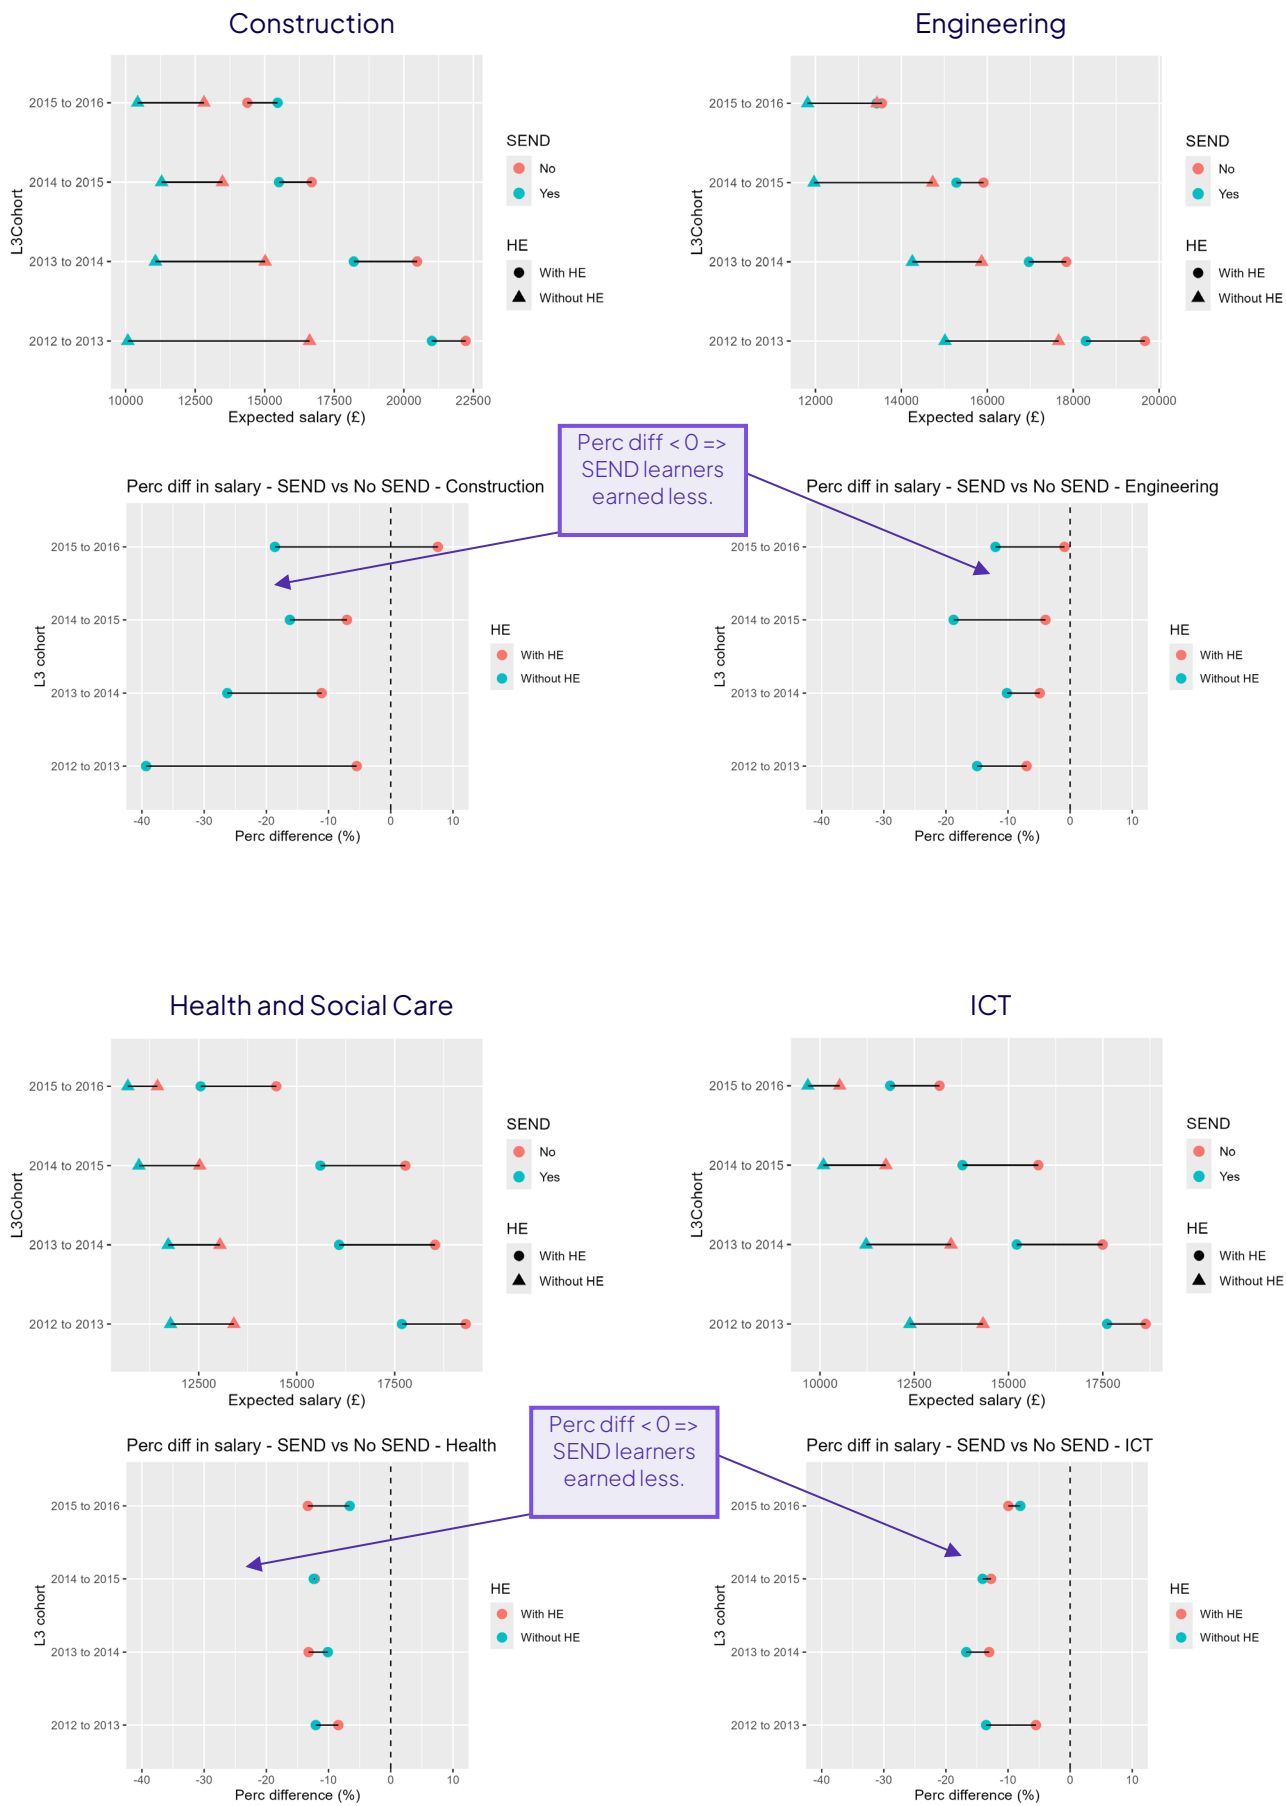 Construction
2015 to 2016
2014 to 2015
2013 to 2014
2012 to 2013
L3Cohort
10000 12500 15000 17500 20000 22500
Expected salary (£)
SEND
No
Yes
HE
With HE
Without HE
Engineering
2015 to 2016
2014 to 2015
2013 to 2014
2012 to 2013
L3Cohort
12000 14000 16000 18000 20000
Expected salary (£)
SEND
No
Yes
HE
With HE
Without HE
Perc diff < 0 =>
SEND learners
earned less.
Perc diff in salary - SEND vs No SEND - Construction
2015 to 2016
2014 to 2015
2013 to 2014
2012 to 2013
L3 cohort
-40 -30 -20 -10 0 10
Perc difference (%)
HE
With HE
Without HE
Perc diff in salary - SEND vs No SEND - Engineering
2015 to 2016
2014 to 2015
2013 to 2014
2012 to 2013
L3 cohort
-40 -30 -20 -10 0 10
Perc difference (%)
HE
With HE
Without HE
Health and Social Care
2015 to 2016
2014 to 2015
2013 to 2014
2012 to 2013
L3Cohort
12500 15000 17500
Expected salary (£)
SEND
No
Yes
HE
With HE
Without HE
ICT
2015 to 2016
2014 to 2015
2013 to 2014
2012 to 2013
L3Cohort
10000 12500 15000 17500
Expected salary (£)
SEND
No
Yes
HE
With HE
Without HE
Perc diff < 0 =>
SEND learners
earned less.
Perc diff in salary - SEND vs No SEND - Health
2015 to 2016
2014 to 2015
2013 to 2014
2012 to 2013
L3 cohort
-40 -30 -20 -10 0 10
Perc difference (%)
HE
With HE
Without HE
Perc diff in salary - SEND vs No SEND - ICT
2015 to 2016
2014 to 2015
2013 to 2014
2012 to 2013
L3 cohort
-40 -30 -20 -10 0 10
Perc difference (%)
HE
With HE
Without HE